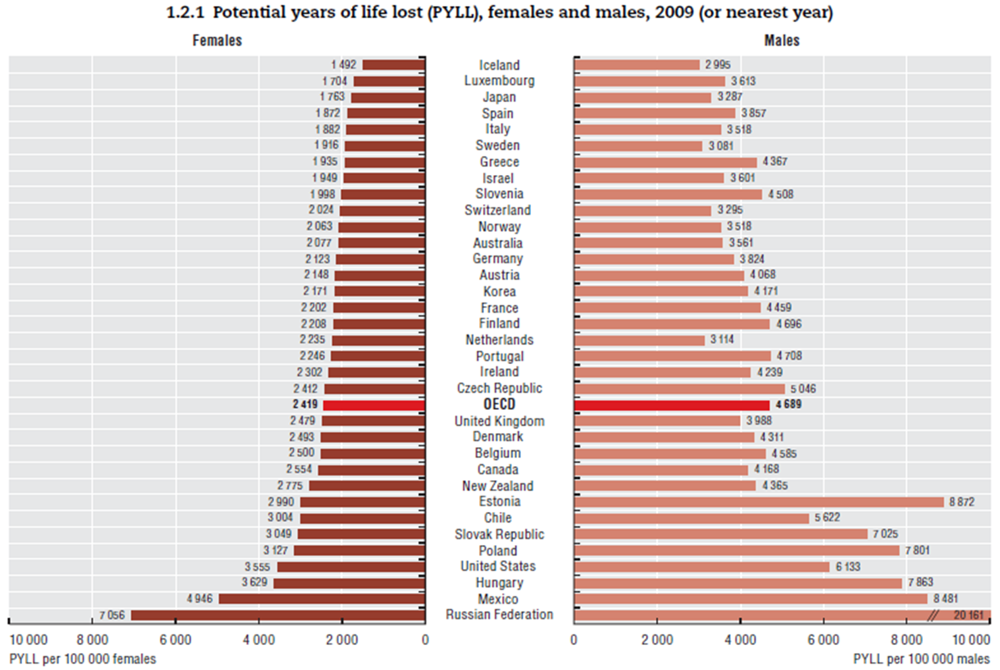 1.2.1 Potential years of life lost (PYLL), females and males, 2009 (or nearest year)
Females Males
1 492 Iceland 2 995
1 704 Luxembourg 3 613
1 763 Japan 3 287
1 872 Spain 3 857
1 882 Italy 3 518
1 916 Sweden 3 081
1 935 Greece 4 367
1 949 Israel 3 601
1 998 Slovenia 4 508
2 024 Switzerland 3 295
2 063 Norway 3 518
2 077 Australia 3 561
2 123 Germany 3 824
2 148 Austria 4 068
2 171 Korea 4 171
2 202 France 4 459
2 208 Finland 4 696
2 235 Netherlands 3 114
2 246 Portugal 4 708
2 302 Ireland 4 239
2 412 Czech Republic 5 046
2 419 OECD 4 689
2 479 United Kingdom 3 988
2 493 Denmark 4 311
2 500 Belgium 4 585
2 554 Canada 4 168
2 775 New Zealand 4 365
2 990 Estonia 8 872
3 004 Chile 5 622
3 049 Slovak Republic 7 025
3 127 Poland 7 801
3 555 United States 6 133
3 629 Hungary 7 863
4 946 Mexico 8 481
7 056 Russian Federation // 20 161
10 000 8 000 6 000 4 000 2 000 0 0 2 000 4 000 6 000 8 000 10 000
PYLL per 100 000 females PYLL per 100 000 males